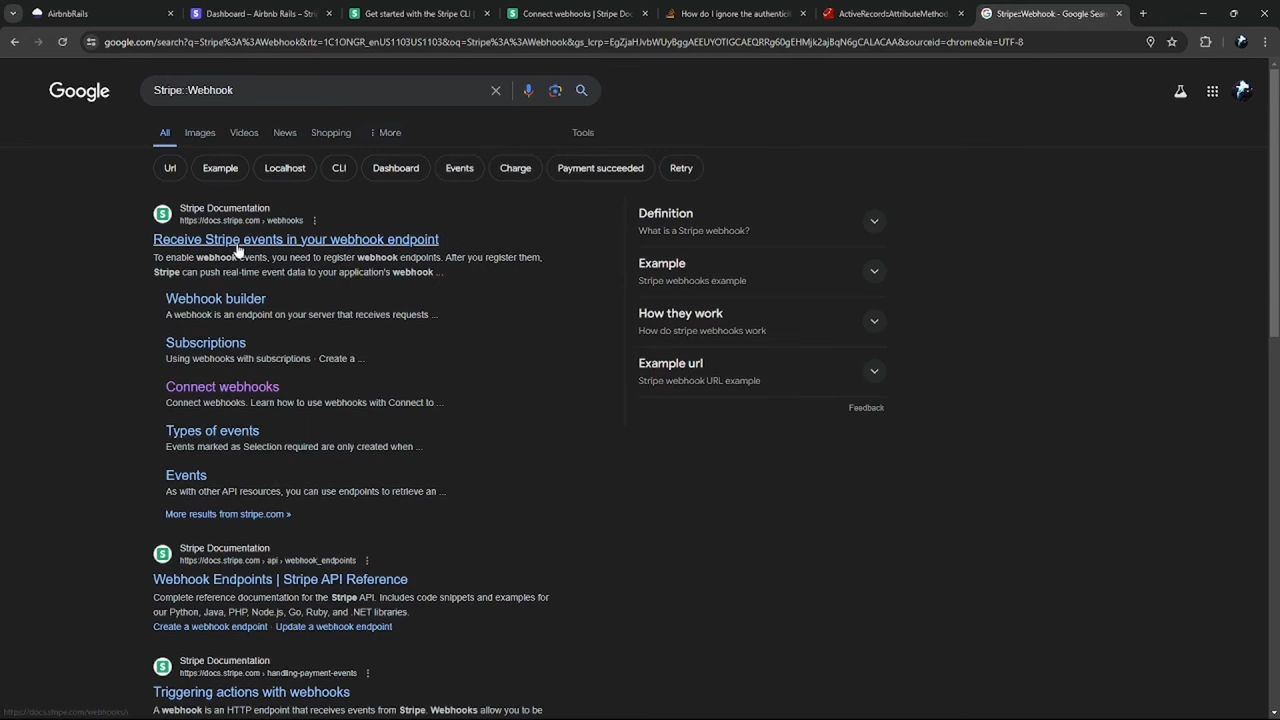 AirbnbRails
Dashboard – Airbnb Rails – Stri
Get started with the Stripe CLI
Connect webhooks | Stripe Do
How do I ignore the authentici
ActiveRecord::AttributeMethod
Stripe::Webhook - Google Sear
google.com/search?q=Stripe%3A%3AWebhook&rlz=1C1ONGR_enUS1103US1103&oq=Stripe%3A%3AWebhook&gs_lcrp=EgZjaHJvbWUyBggAEEUYOTIGCAEQRRg60gEHMjk2ajBqN6gCALACAA&sourceid=chrome&ie=UTF-8
Google
Stripe::Webhook
All
Images
Videos
News
Shopping
More
Tools
Url
Example
Localhost
CLI
Dashboard
Events
Charge
Payment succeeded
Retry
Stripe Documentation
https://docs.stripe.com › webhooks
Receive Stripe events in your webhook endpoint
To enable webhook events, you need to register webhook endpoints. After you register them,
Stripe can push real-time event data to your application's webhook ...
Webhook builder
A webhook is an endpoint on your server that receives requests ...
Subscriptions
Using webhooks with subscriptions · Create a ...
Connect webhooks
Connect webhooks. Learn how to use webhooks with Connect to ...
Types of events
Events marked as Selection required are only created when ...
Events
As with other API resources, you can use endpoints to retrieve an ...
More results from stripe.com »
Stripe Documentation
https://docs.stripe.com › api › webhook_endpoints
Webhook Endpoints | Stripe API Reference
Complete reference documentation for the Stripe API. Includes code snippets and examples for
our Python, Java, PHP, Node.js, Go, Ruby, and .NET libraries.
Create a webhook endpoint · Update a webhook endpoint
Stripe Documentation
https://docs.stripe.com › handling-payment-events
Triggering actions with webhooks
A webhook is an HTTP endpoint that receives events from Stripe. Webhooks allow you to be
Definition
What is a Stripe webhook?
Example
Stripe webhooks example
How they work
How do stripe webhooks work
Example url
Stripe webhook URL example
Feedback
https://docs.stripe.com/webhooks